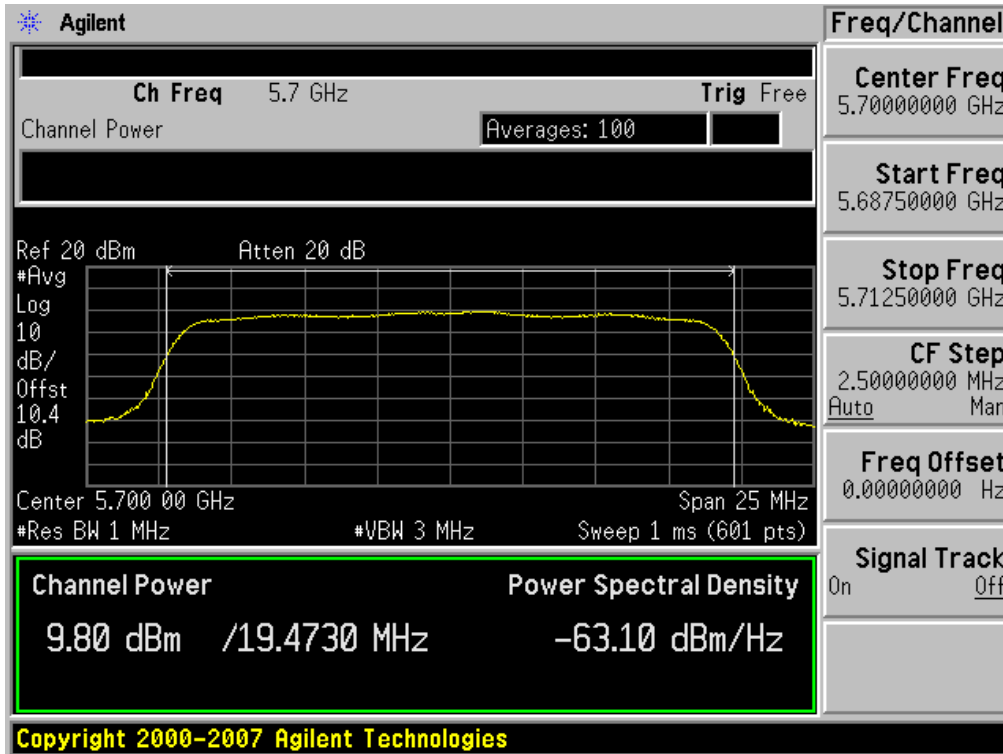 Agilent
Freq/Channel
Ch Freq 5.7 GHz Trig Free
Channel Power Averages: 100
Center Freq
5.70000000 GHz
Start Freq
5.68750000 GHz
Stop Freq
5.71250000 GHz
CF Step
2.50000000 MHz
Auto Man
Freq Offset
0.00000000 Hz
Signal Track
On Off
Ref 20 dBm Atten 20 dB
#Avg
Log
10
dB/
Offst
10.4
dB
Center 5.700 00 GHz Span 25 MHz
#Res BW 1 MHz #VBW 3 MHz Sweep 1 ms (601 pts)
Channel Power Power Spectral Density
9.80 dBm /19.4730 MHz -63.10 dBm/Hz
Copyright 2000-2007 Agilent Technologies